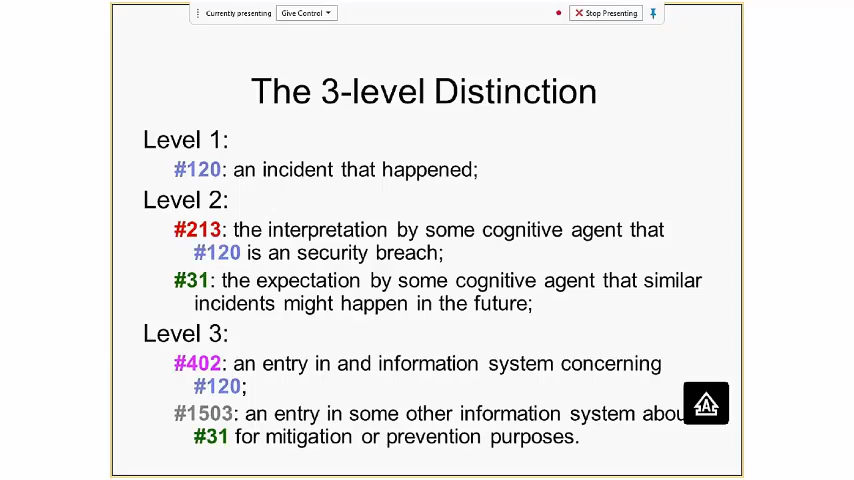 Currently presenting Give Control Stop Presenting
The 3-level Distinction
Level 1:
#120: an incident that happened;
Level 2:
#213: the interpretation by some cognitive agent that
#120 is an security breach;
#31: the expectation by some cognitive agent that similar
incidents might happen in the future;
Level 3:
#402: an entry in and information system concerning
#120;
#1503: an entry in some other information system abou
#31 for mitigation or prevention purposes.